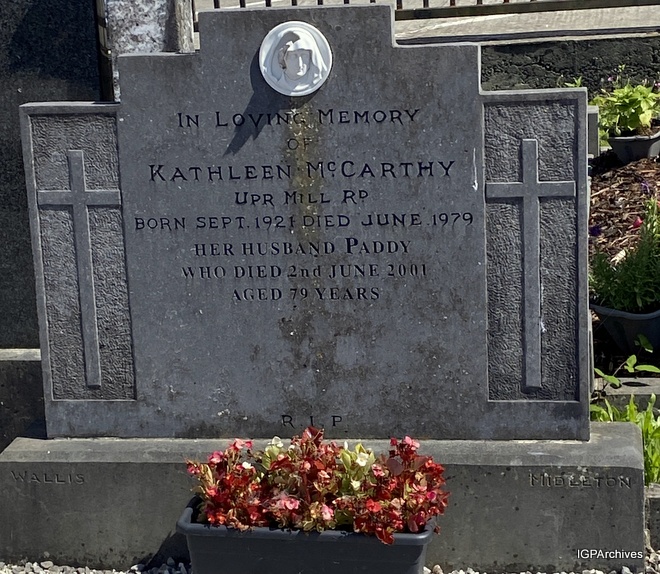 IN LOVING MEMORY
OF
KATHLEEN McCARTHY
UPR MILL RD
BORN SEPT. 1921 DIED JUNE 1979
HER HUSBAND PADDY
WHO DIED 2nd JUNE 2001
AGED 79 YEARS
R.I.P.
WALLIS MIDLETON
IGPArchives